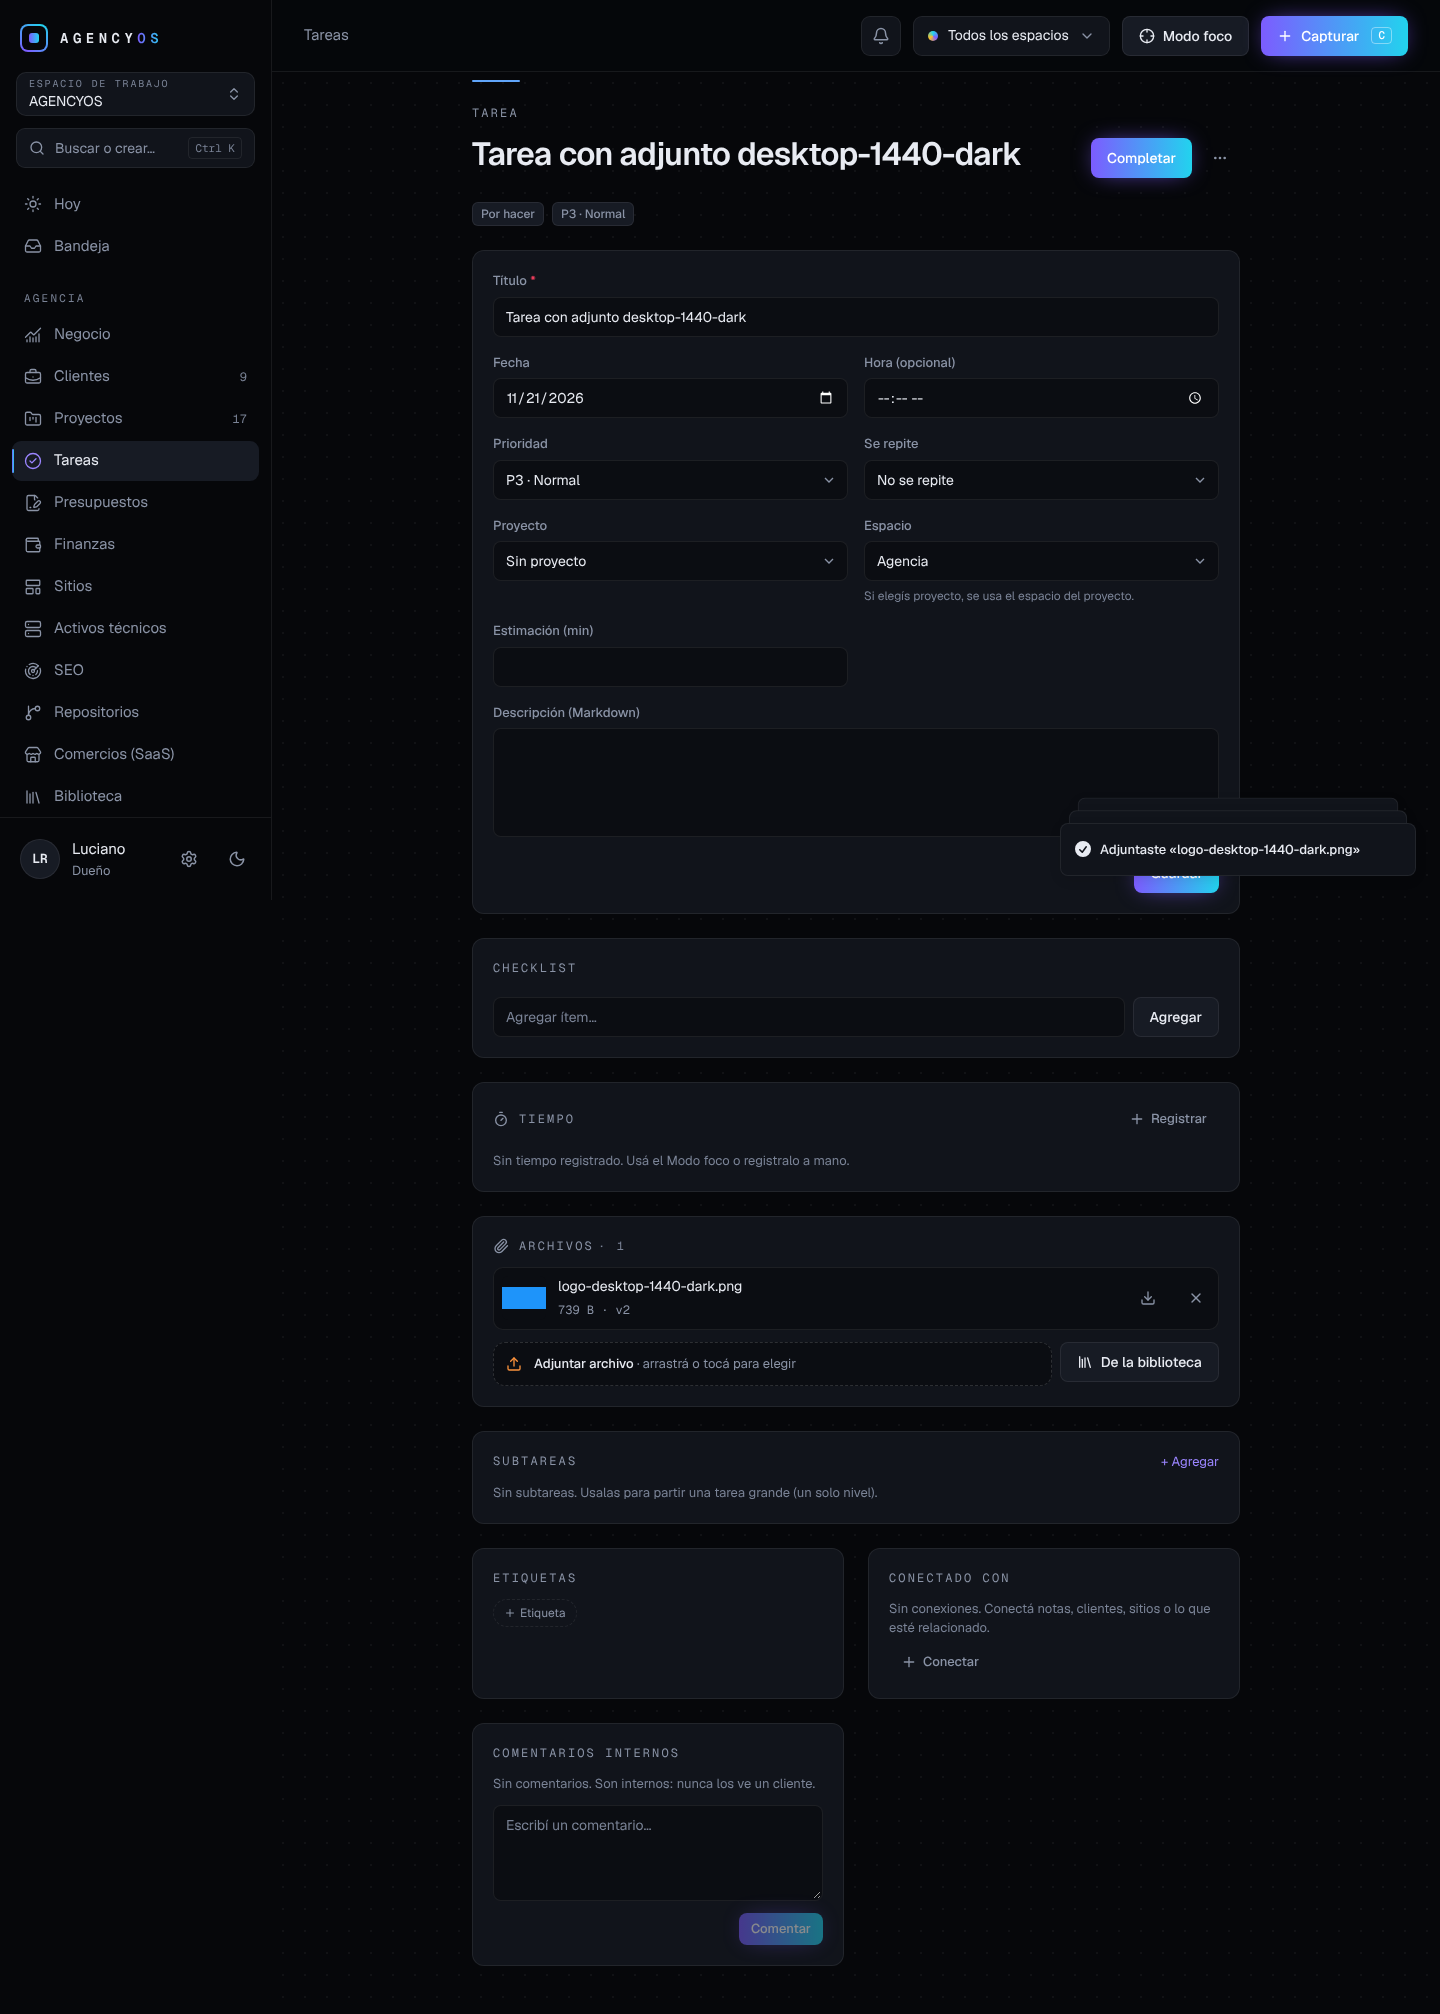 AGENCYOS
ESPACIO DE TRABAJO
AGENCYOS
Buscar o crear...
Ctrl K
Hoy
Bandeja
AGENCIA
Negocio
Clientes 9
Proyectos 17
Tareas
Presupuestos
Finanzas
Sitios
Activos técnicos
SEO
Repositorios
Comercios (SaaS)
Biblioteca
LR
Luciano
Dueño
Tareas
Todos los espacios
Modo foco
Capturar C
TAREA
Tarea con adjunto desktop-1440-dark
Completar
Por hacer
P3 · Normal
Título *
Tarea con adjunto desktop-1440-dark
Fecha
Hora (opcional)
11/21/2026
--:-- --
Prioridad
Se repite
P3 · Normal
No se repite
Proyecto
Espacio
Sin proyecto
Agencia
Si elegís proyecto, se usa el espacio del proyecto.
Estimación (min)
Descripción (Markdown)
Adjuntaste «logo-desktop-1440-dark.png»
Guardar
CHECKLIST
Agregar ítem...
Agregar
TIEMPO
Registrar
Sin tiempo registrado. Usá el Modo foco o registralo a mano.
ARCHIVOS · 1
logo-desktop-1440-dark.png
739 B · v2
Adjuntar archivo · arrastrá o tocá para elegir
De la biblioteca
SUBTAREAS
+ Agregar
Sin subtareas. Usalas para partir una tarea grande (un solo nivel).
ETIQUETAS
+ Etiqueta
CONECTADO CON
Sin conexiones. Conectá notas, clientes, sitios o lo que
esté relacionado.
+ Conectar
COMENTARIOS INTERNOS
Sin comentarios. Son internos: nunca los ve un cliente.
Escribí un comentario...
Comentar